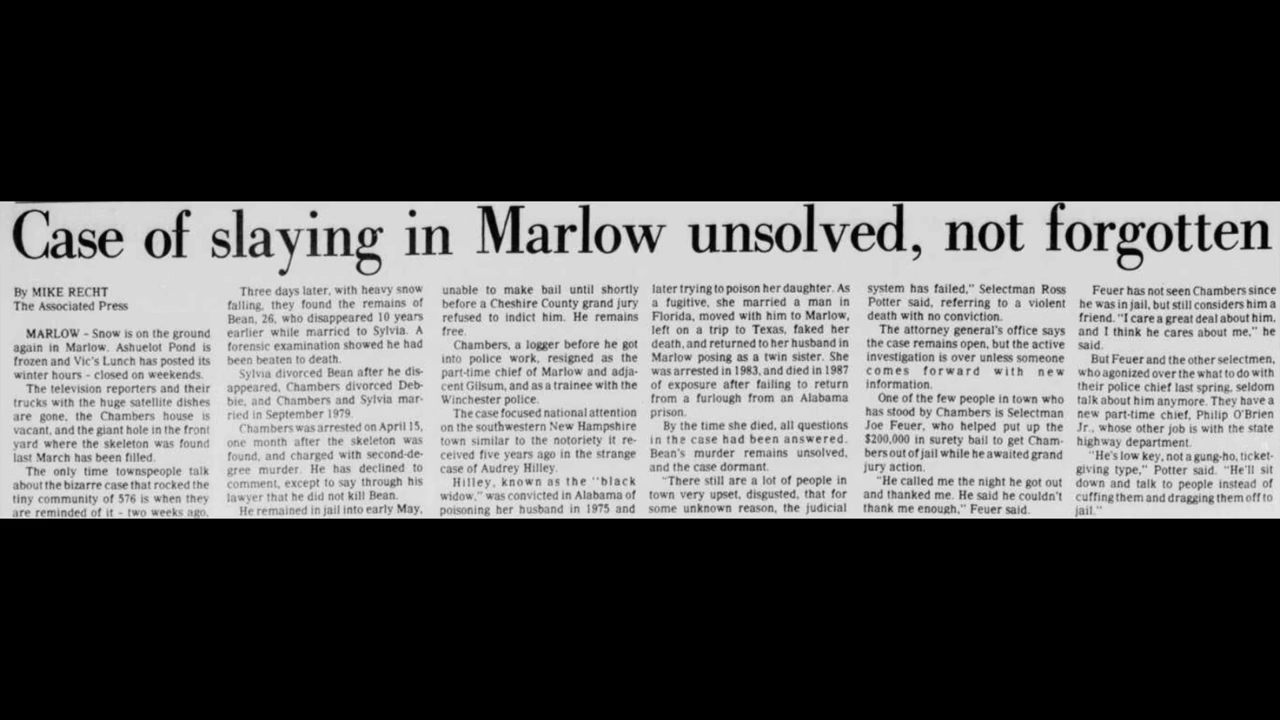 Case of slaying in Marlow unsolved, not forgotten
By MIKE RECHT
The Associated Press
MARLOW – Snow is on the ground
again in Marlow. Ashuelot Pond is
frozen and Vic's Lunch has posted its
winter hours - closed on weekends.
The television reporters and their
trucks with the huge satellite dishes
are gone, the Chambers house is
vacant, and the giant hole in the front
yard where the skeleton was found
last March has been filled.
The only time townspeople talk
about the bizarre case that rocked the
tiny community of 576 is when they
are reminded of it - two weeks ago,
Three days later, with heavy snow
falling, they found the remains of
Bean, 26, who disappeared 10 years
earlier while married to Sylvia. A
forensic examination showed he had
been beaten to death.
Sylvia divorced Bean after he dis-
appeared, Chambers divorced Deb-
bie, and Chambers and Sylvia mar-
ried in September 1979.
Chambers was arrested on April 15,
one month after the skeleton was
found, and charged with second-de-
gree murder. He has declined to
comment, except to say through his
lawyer that he did not kill Bean.
He remained in jail into early May,
unable to make bail until shortly
before a Cheshire County grand jury
refused to indict him. He remains
free.
Chambers, a logger before he got
into police work, resigned as the
part-time chief of Marlow and adja-
cent Gilsum, and as a trainee with the
Winchester police.
The case focused national attention
on the southwestern New Hampshire
town similar to the notoriety it re-
ceived five years ago in the strange
case of Audrey Hilley.
Hilley, known as the "black
widow," was convicted in Alabama of
poisoning her husband in 1975 and
later trying to poison her daughter. As
a fugitive, she married a man in
Florida, moved with him to Marlow,
left on a trip to Texas, faked her
death, and returned to her husband in
Marlow posing as a twin sister. She
was arrested in 1983, and died in 1987
of exposure after failing to return
from a furlough from an Alabama
prison.
By the time she died, all questions
in the case had been answered.
Bean's murder remains unsolved,
and the case dormant.
"There still are a lot of people in
town very upset, disgusted, that for
some unknown reason, the judicial
system has failed," Selectman Ross
Potter said, referring to a violent
death with no conviction.
The attorney general's office says
the case remains open, but the active
investigation is over unless someone
comes forward with new
information.
One of the few people in town who
has stood by Chambers is Selectman
Joe Feuer, who helped put up the
$200,000 in surety bail to get Cham-
bers out of jail while he awaited grand
jury action.
"He called me the night he got out
and thanked me. He said he couldn't
thank me enough," Feuer said.
Feuer has not seen Chambers since
he was in jail, but still considers him a
friend. "I care a great deal about him,
and I think he cares about me," he
said.
But Feuer and the other selectmen,
who agonized over the what to do with
their police chief last spring, seldom
talk about him anymore. They have a
new part-time chief, Philip O'Brien
Jr., whose other job is with the state
highway department.
"He's low key, not a gung-ho, ticket-
giving type," Potter said. "He'll sit
down and talk to people instead of
cuffing them and dragging them off to
jail."